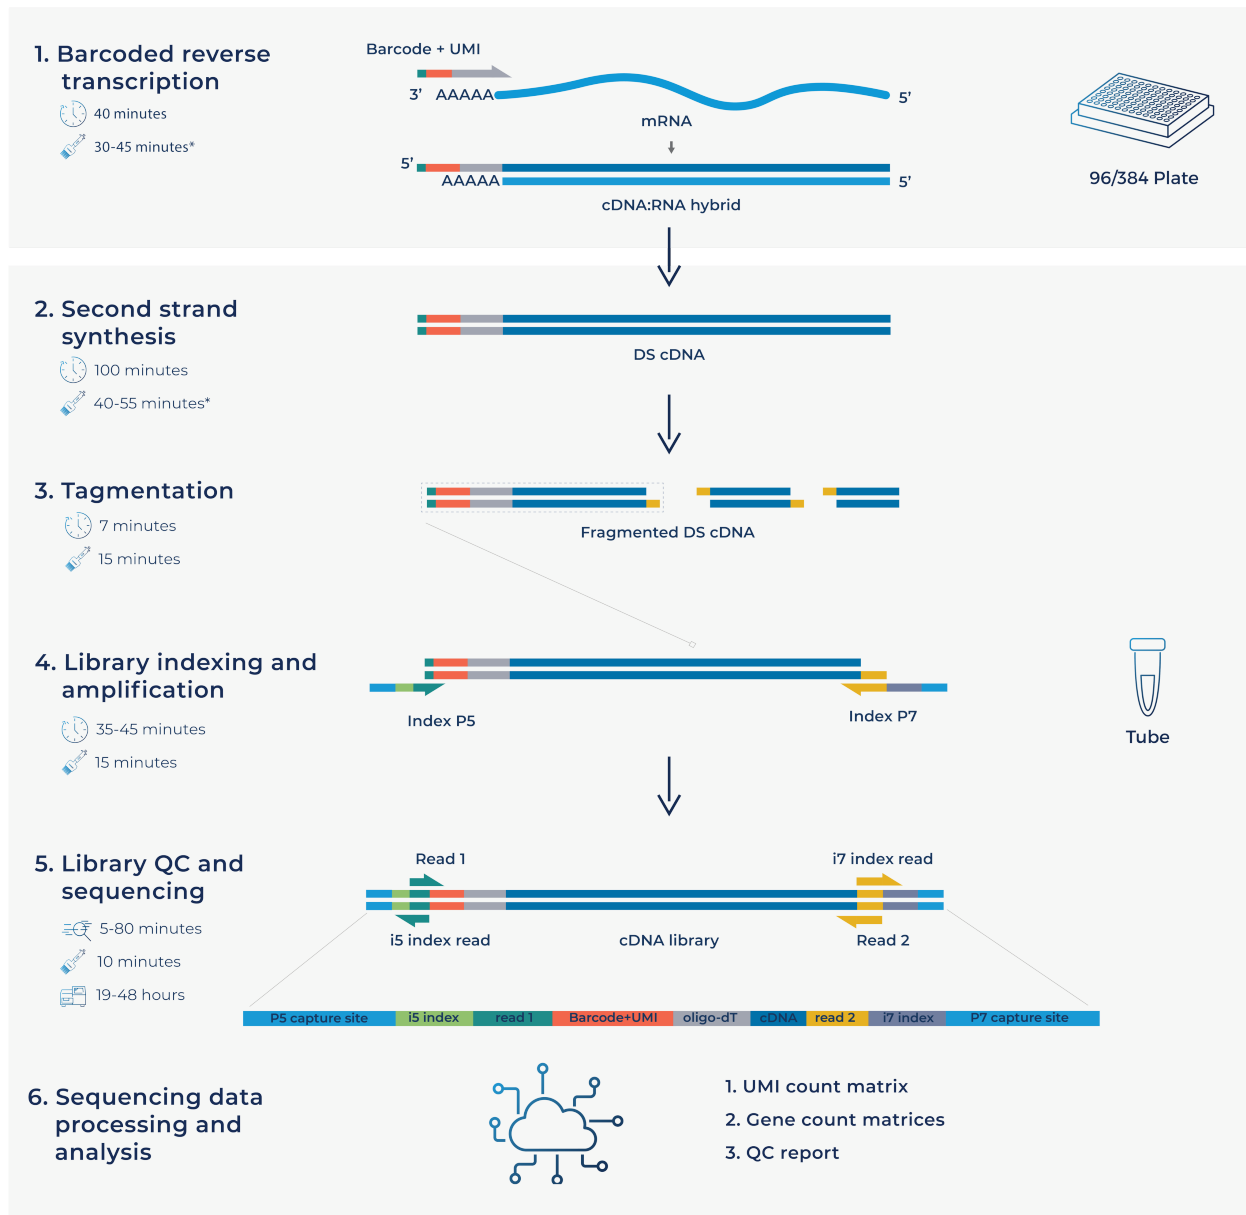 1. Barcoded reverse
transcription
40 minutes
30-45 minutes*
Barcode + UMI
3’ AAAAA
5’
mRNA
5’
AAAAA
5’
cDNA:RNA hybrid
96/384 Plate
2. Second strand
synthesis
100 minutes
40-55 minutes*
DS cDNA
3. Tagmentation
7 minutes
15 minutes
Fragmented DS cDNA
4. Library indexing and
amplification
35-45 minutes
15 minutes
Index P5
Index P7
Tube
5. Library QC and
sequencing
5-80 minutes
10 minutes
19-48 hours
Read 1
i7 index read
i5 index read
cDNA library
Read 2
P5 capture site
i5 index
read 1
Barcode+UMI
oligo-dT
cDNA
read 2
i7 index
P7 capture site
6. Sequencing data
processing and
analysis
1. UMI count matrix
2. Gene count matrices
3. QC report